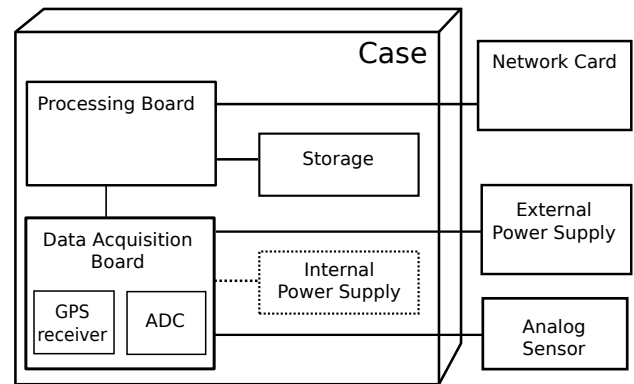 Case
Processing Board
Network Card
Storage
External
Power Supply
Data Acquisition
Board
Internal
Power Supply
GPS
receiver
ADC
Analog
Sensor